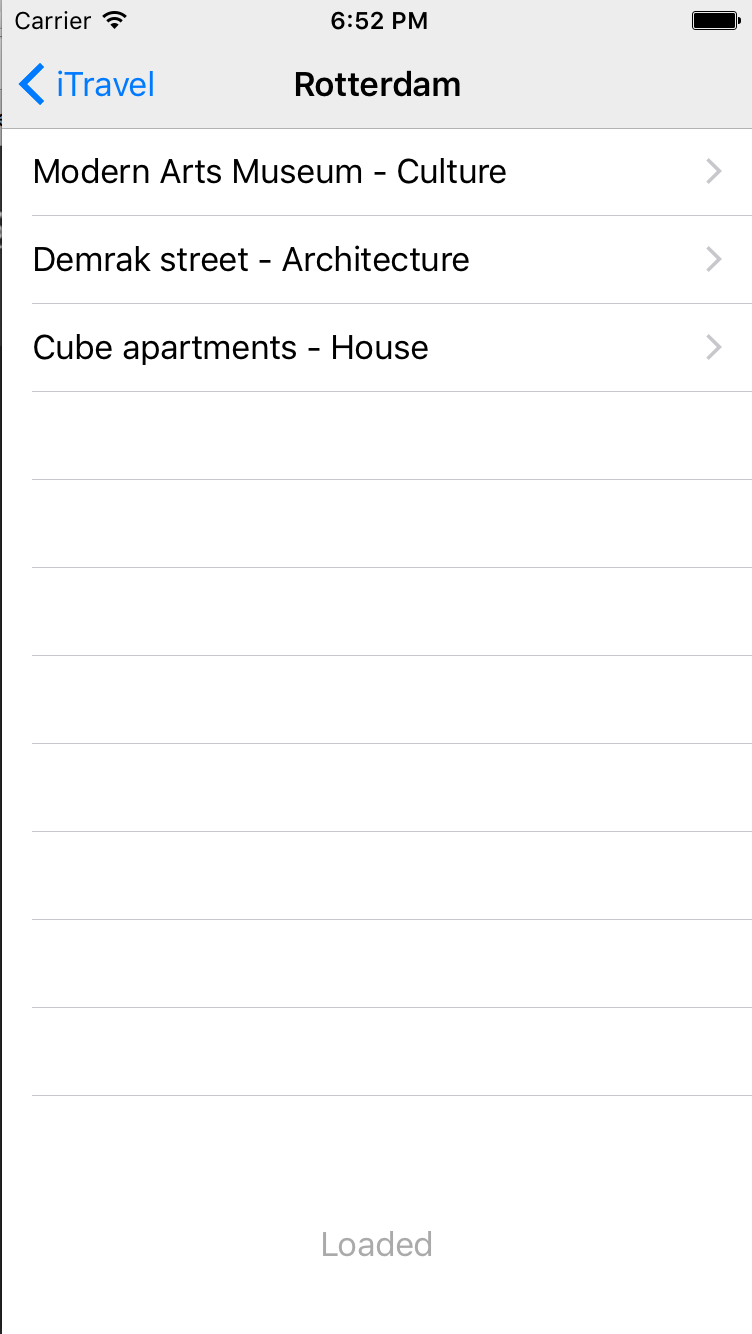 Carrier 6:52 PM
iTravel Rotterdam
Modern Arts Museum - Culture
Demrak street - Architecture
Cube apartments - House
Loaded